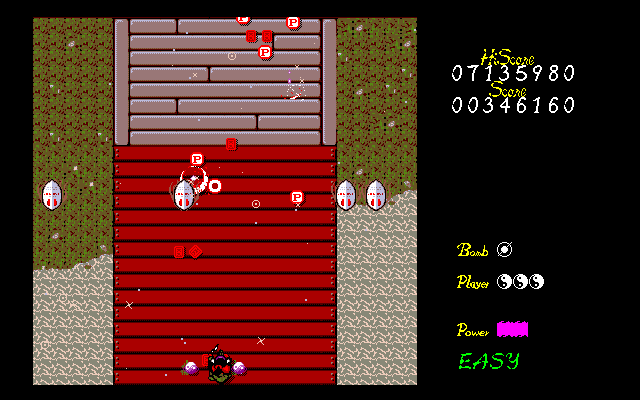 HiScore
07135980
Score
00346160
P
P
P
P
P
Bomb
Player
Power
EASY